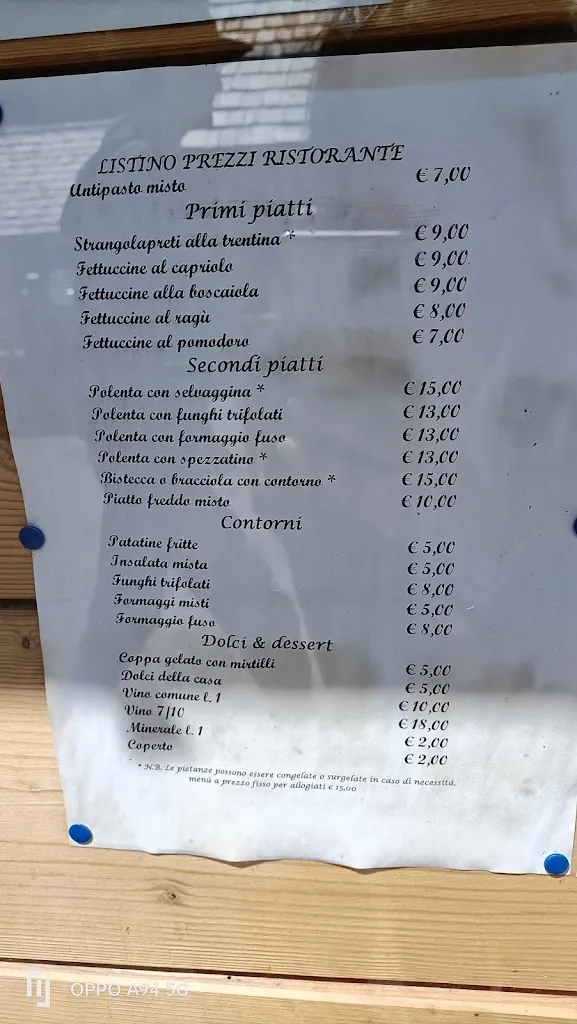 LISTINO PREZZI RISTORANTE
Antipasto misto € 7,00
Primi piatti
Strangolapreti alla trentina * € 9,00
Fettuccine al capriolo € 9,00
Fettuccine alla boscaiola € 9,00
Fettuccine al ragù € 8,00
Fettuccine al pomodoro € 7,00
Secondi piatti
Polenta con selvaggina * € 15,00
Polenta con funghi trifolati € 13,00
Polenta con formaggio fuso € 13,00
Polenta con spezzatino * € 13,00
Bistecca o bracciola con contorno * € 15,00
Piatto freddo misto € 10,00
Contorni
Patatine fritte € 5,00
Insalata mista € 5,00
Funghi trifolati € 8,00
Formaggi misti € 5,00
Formaggio fuso € 8,00
Dolci & dessert
Coppa gelato con mirtilli € 5,00
Dolci della casa € 5,00
Vino comune l. 1 € 10,00
Vino 7/10 € 18,00
Minerale l. 1 € 2,00
Coperto € 2,00
* N.B. Le pietanze possono essere congelate o surgelate in caso di necessità.
menù a prezzo fisso per allogiati € 15,00
OPPO A94 5G